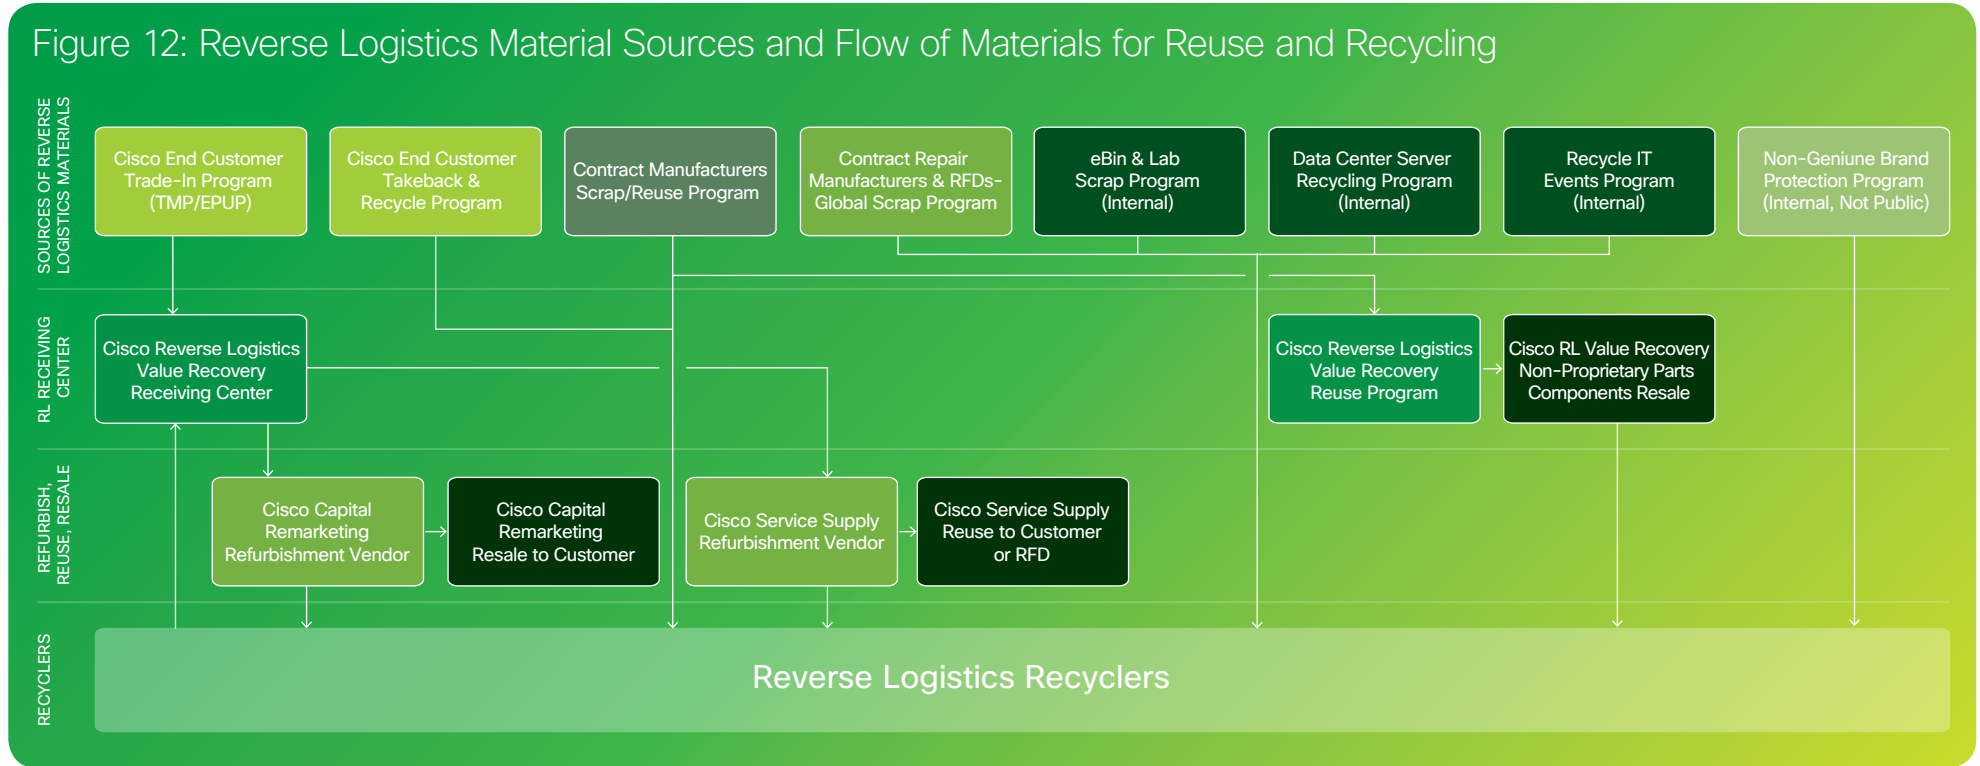 Figure 12: Reverse Logistics Material Sources and Flow of Materials for Reuse and Recycling
SOURCES OF REVERSE
LOGISTICS MATERIALS
Cisco End Customer
Trade-In Program
(TMP/EPUP)
Cisco End Customer
Takeback &
Recycle Program
Contract Manufacturers
Scrap/Reuse Program
Contract Repair
Manufacturers & RFDs-
Global Scrap Program
eBin & Lab
Scrap Program
(Internal)
Data Center Server
Recycling Program
(Internal)
Recycle IT
Events Program
(Internal)
Non-Geniune Brand
Protection Program
(Internal, Not Public)
RL RECEIVING
CENTER
Cisco Reverse Logistics
Value Recovery
Receiving Center
Cisco Reverse Logistics
Value Recovery
Reuse Program
Cisco RL Value Recovery
Non-Proprietary Parts
Components Resale
REFURBISH,
REUSE, RESALE
Cisco Capital
Remarketing
Refurbishment Vendor
Cisco Capital
Remarketing
Resale to Customer
Cisco Service Supply
Refurbishment Vendor
Cisco Service Supply
Reuse to Customer
or RFD
RECYCLERS
Reverse Logistics Recyclers